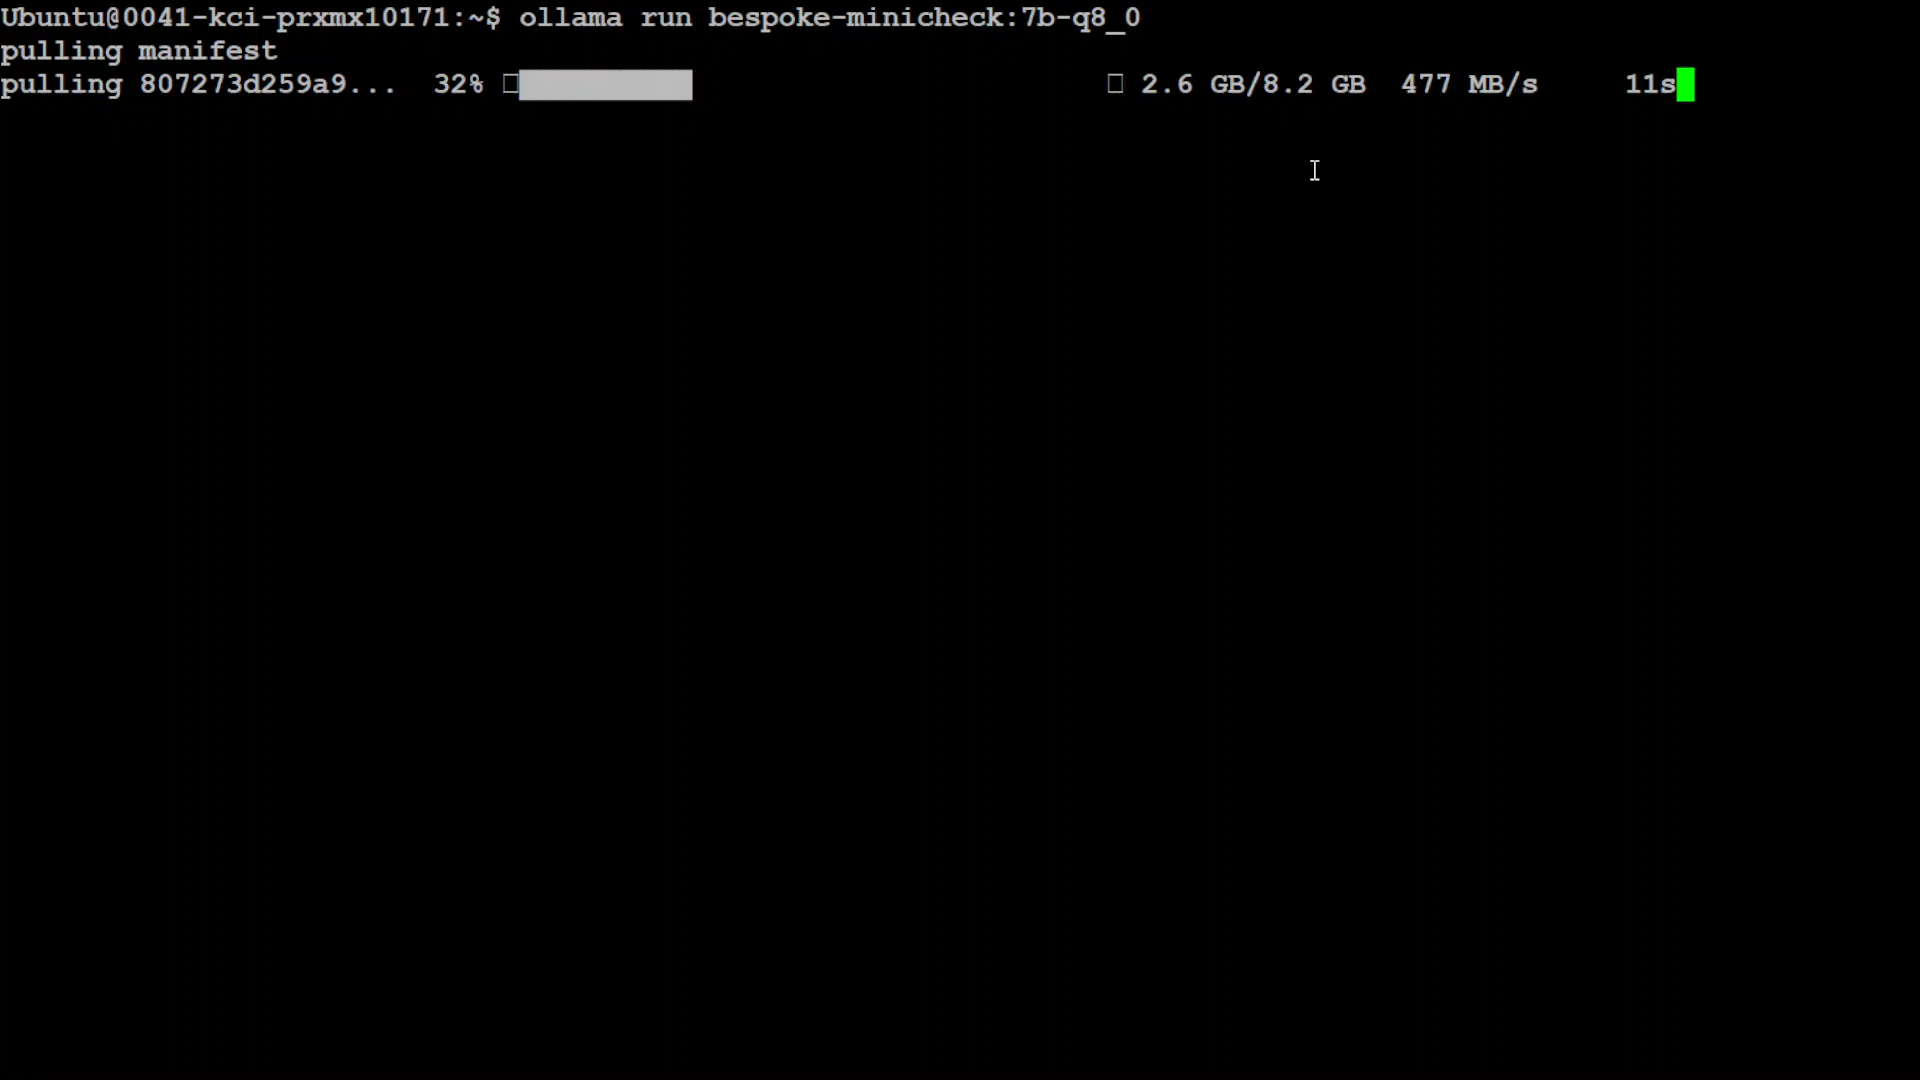 Ubuntu@0041-kci-prxmx10171:~$ ollama run bespoke-minicheck:7b-q8_0
pulling manifest
pulling 807273d259a9... 32% 2.6 GB/8.2 GB 477 MB/s 11s